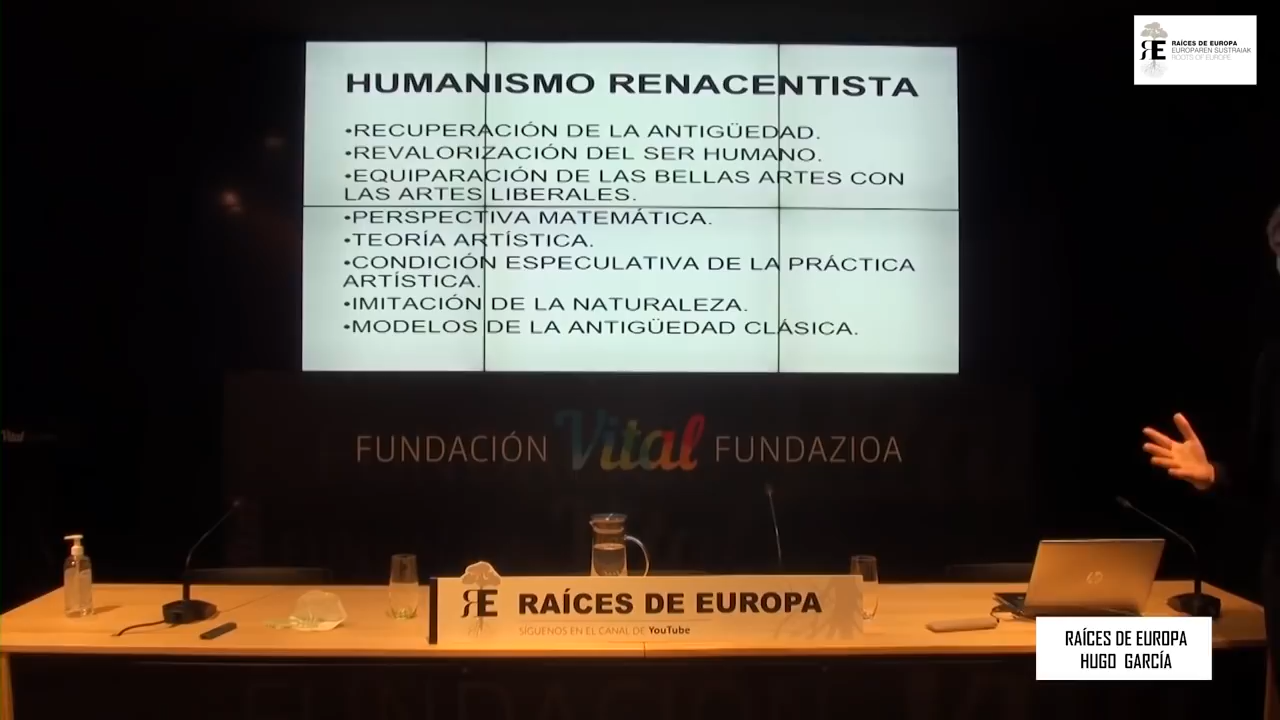 RAÍCES DE EUROPA
EUROPAREN SUSTRAIAK
ROOTS OF EUROPE
HUMANISMO RENACENTISTA
•RECUPERACIÓN DE LA ANTIGÜEDAD.
•REVALORIZACIÓN DEL SER HUMANO.
•EQUIPARACIÓN DE LAS BELLAS ARTES CON
LAS ARTES LIBERALES.
•PERSPECTIVA MATEMÁTICA.
•TEORÍA ARTÍSTICA.
•CONDICIÓN ESPECULATIVA DE LA PRÁCTICA
ARTÍSTICA.
•IMITACIÓN DE LA NATURALEZA.
•MODELOS DE LA ANTIGÜEDAD CLÁSICA.
Vital
FUNDACIÓN Vital FUNDAZIOA
hp
RE RAÍCES DE EUROPA
SÍGUENOS EN EL CANAL DE YouTube
RAÍCES DE EUROPA
HUGO GARCÍA